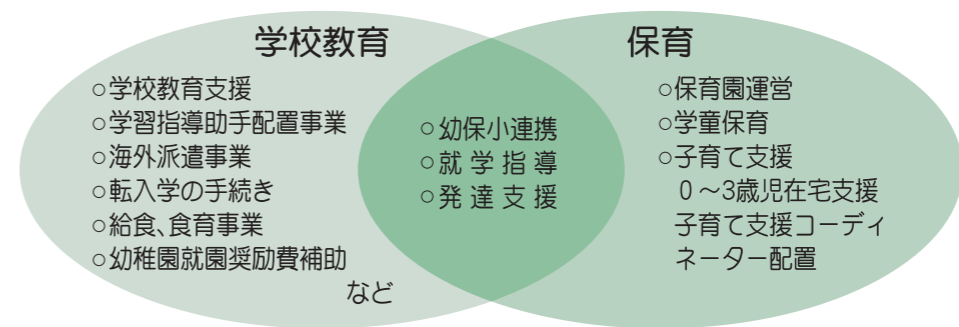 学校教育
○学校教育支援
○学習指導助手配置事業
○海外派遣事業
○転入学の手続き
○給食、食育事業
○幼稚園就園奨励費補助
など
○幼保小連携
○就学指導
○発達支援
保育
○保育園運営
○学童保育
○子育て支援
０～3歳児在宅支援
子育て支援コーディ
ネーター配置